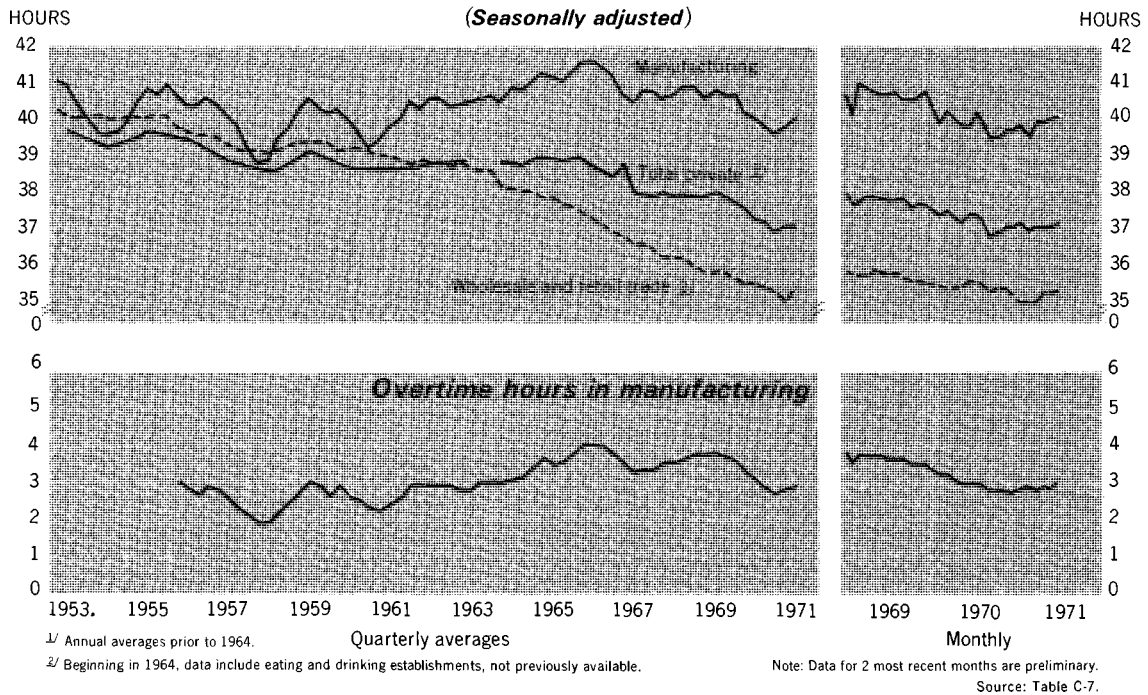 HOURS (Seasonally adjusted) HOURS
42 42
41 Manufacturing 41
40 40
39 39
38 Total private 1/ 38
37 37
36 36
35 Wholesale and retail trade 2/ 35
0 0
6 6
Overtime hours in manufacturing
5 5
4 4
3 3
2 2
1 1
0 0
1953. 1955 1957 1959 1961 1963 1965 1967 1969 1971 1969 1970 1971
1/ Annual averages prior to 1964. Quarterly averages Monthly
2/ Beginning in 1964, data include eating and drinking establishments, not previously available. Note: Data for 2 most recent months are preliminary.
Source: Table C-7.